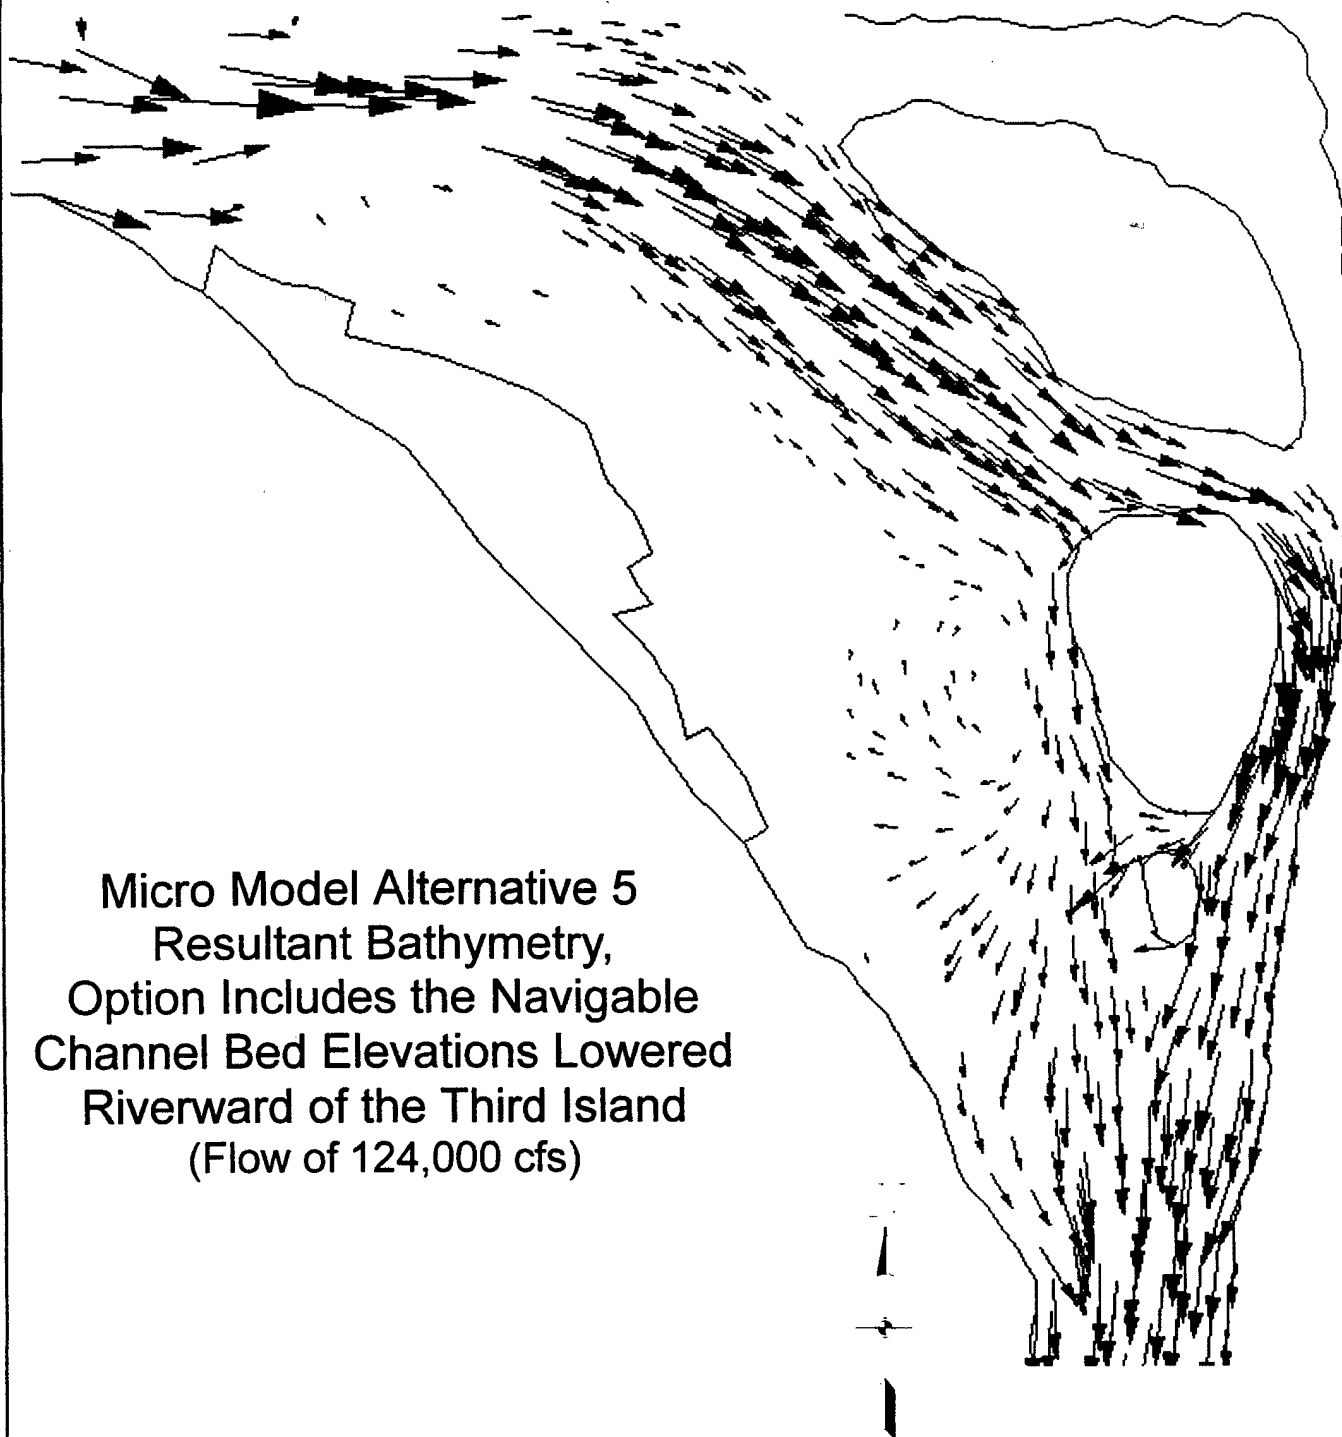 Micro Model Alternative 5
Resultant Bathymetry,
Option Includes the Navigable
Channel Bed Elevations Lowered
Riverward of the Third Island
(Flow of 124,000 cfs)